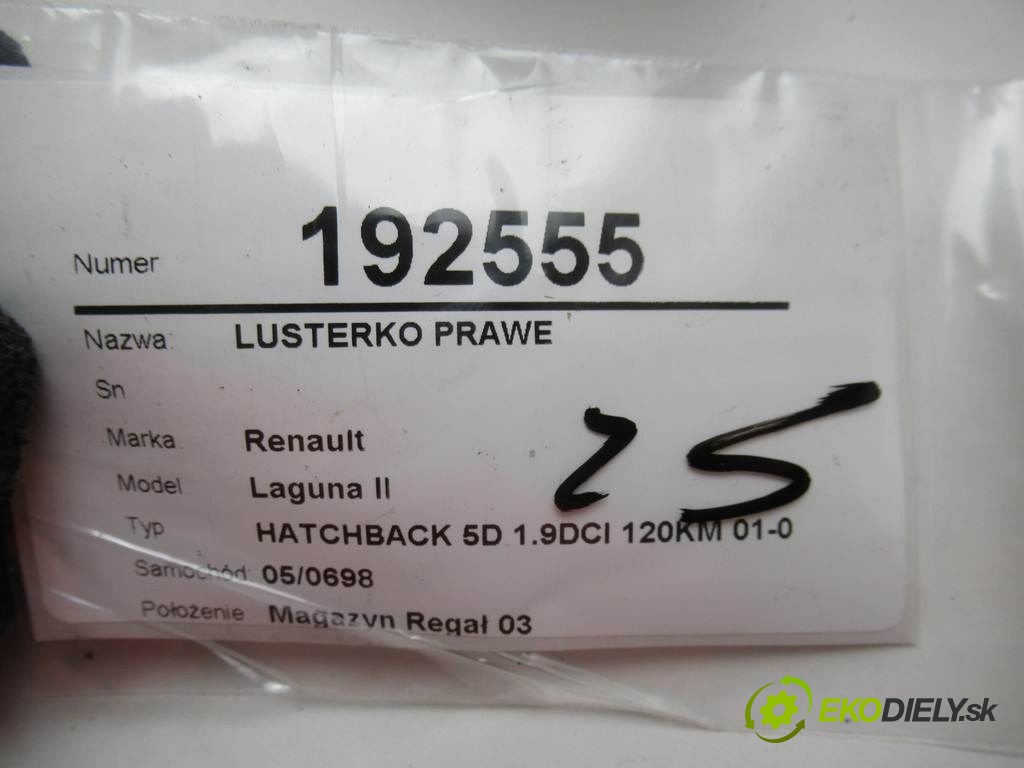 Numer 192555
Nazwa: LUSTERKO PRAWE
Sn
Marka Renault
Model Laguna II
Typ HATCHBACK 5D 1.9DCI 120KM 01-0
Samochód: 05/0698
Położenie Magazyn Regał 03
25
EKODIELY.sk